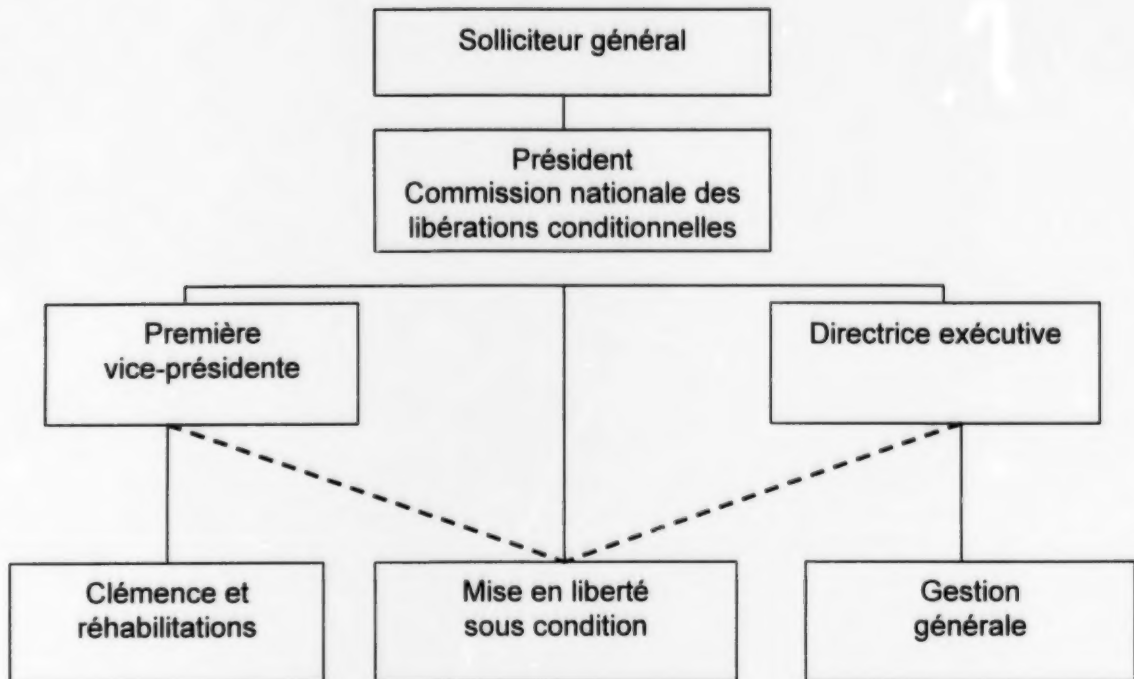 Solliciteur général
Président
Commission nationale des
libérations conditionnelles
Première
vice-présidente
Directrice exécutive
Clémence et
réhabilitations
Mise en liberté
sous condition
Gestion
générale